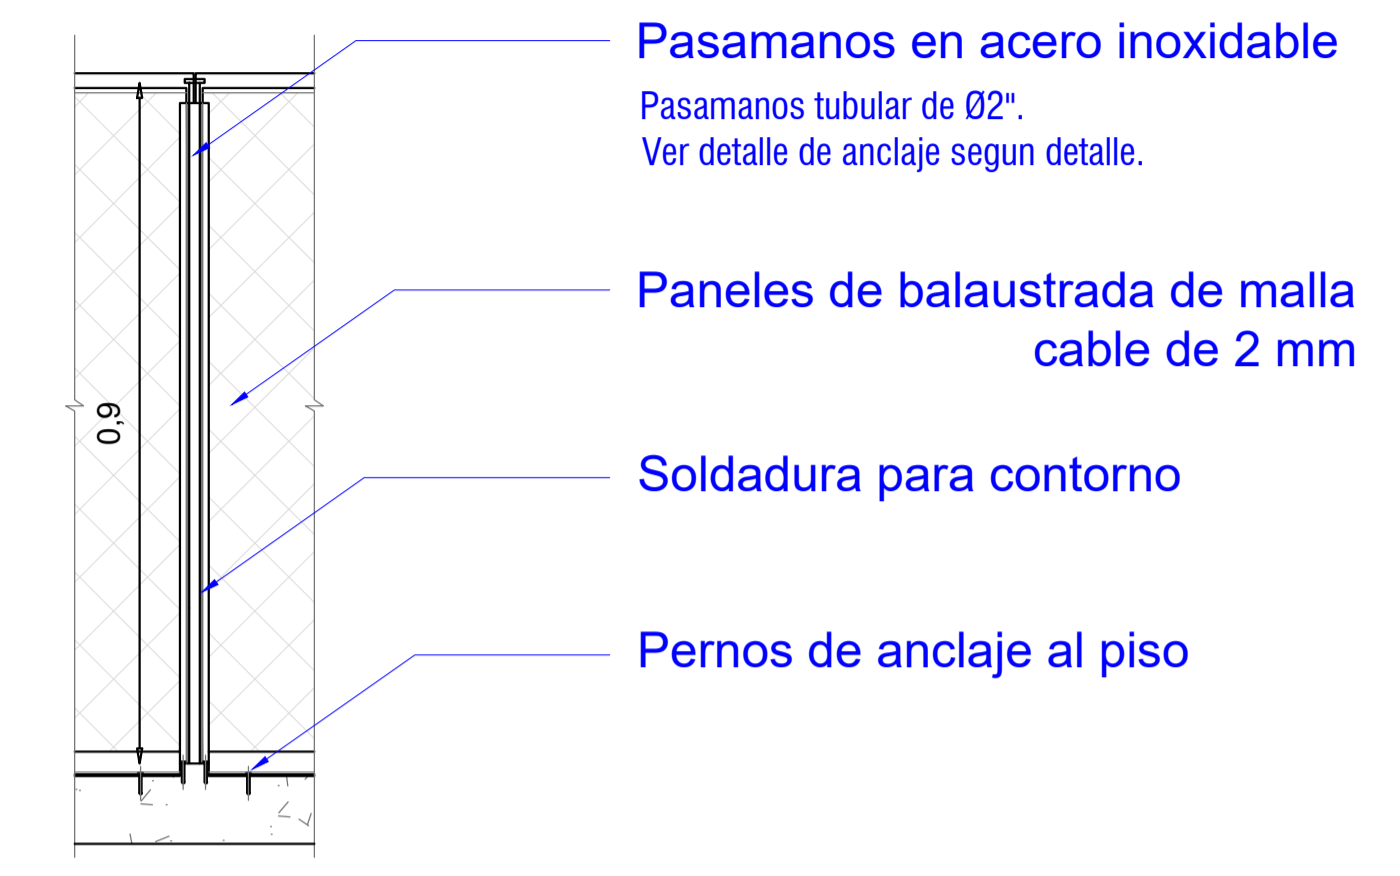 Pasamanos en acero inoxidable
Pasamanos tubular de Ø2".
Ver detalle de anclaje segun detalle.
Paneles de balaustrada de malla
cable de 2 mm
0,9
Soldadura para contorno
Pernos de anclaje al piso